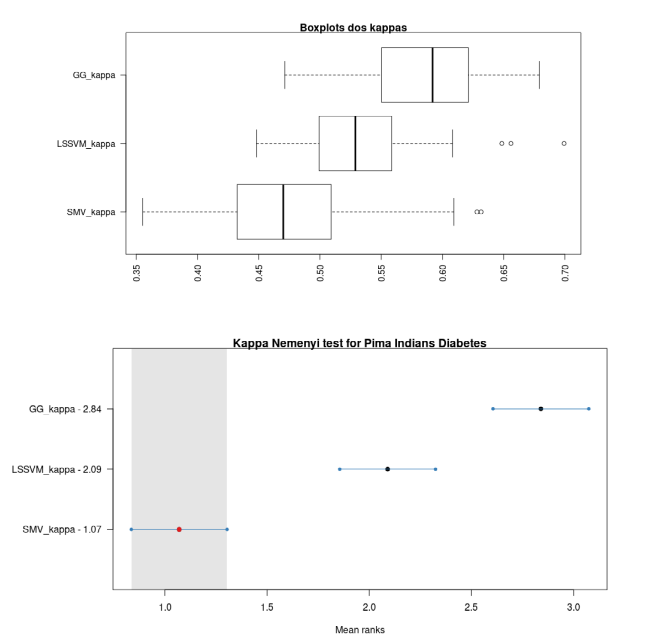 Boxplots dos kappas
GG_kappa
LSSVM_kappa
SMV_kappa
0.35 0.40 0.45 0.50 0.55 0.60 0.65 0.70
Kappa Nemenyi test for Pima Indians Diabetes
GG_kappa - 2.84
LSSVM_kappa - 2.09
SMV_kappa - 1.07
1.0 1.5 2.0 2.5 3.0
Mean ranks